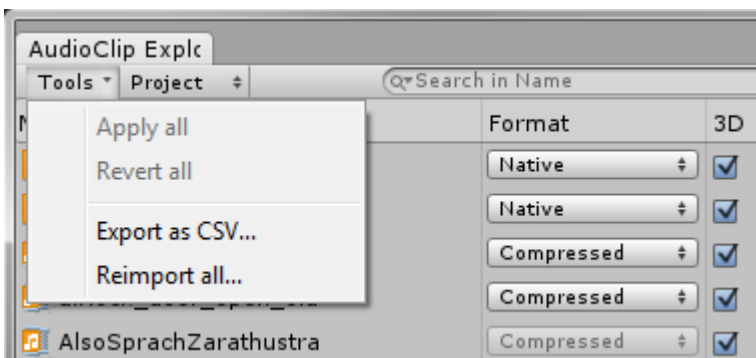 AudioClip Explc
Tools Project Search in Name
Format 3D
Apply all
Native
Revert all
Native
Export as CSV...
Compressed
Reimport all...
Compressed
AlsoSprachZarathustra Compressed